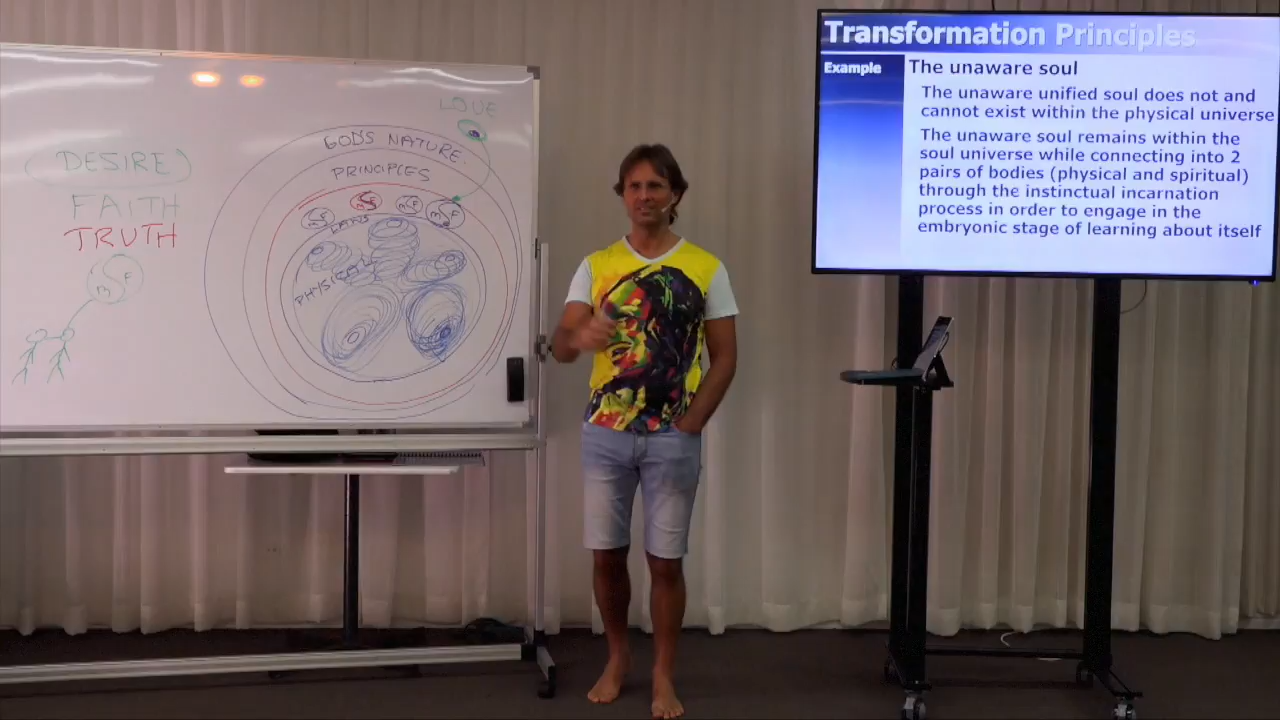 DESIRE
FAITH
TRUTH
M F
LOVE
GOD'S NATURE
PRINCIPLES
M F
M F
M F
M F
LAWS
PHYSICAL
Transformation Principles
Example
The unaware soul
The unaware unified soul does not and
cannot exist within the physical universe
The unaware soul remains within the
soul universe while connecting into 2
pairs of bodies (physical and spiritual)
through the instinctual incarnation
process in order to engage in the
embryonic stage of learning about itself